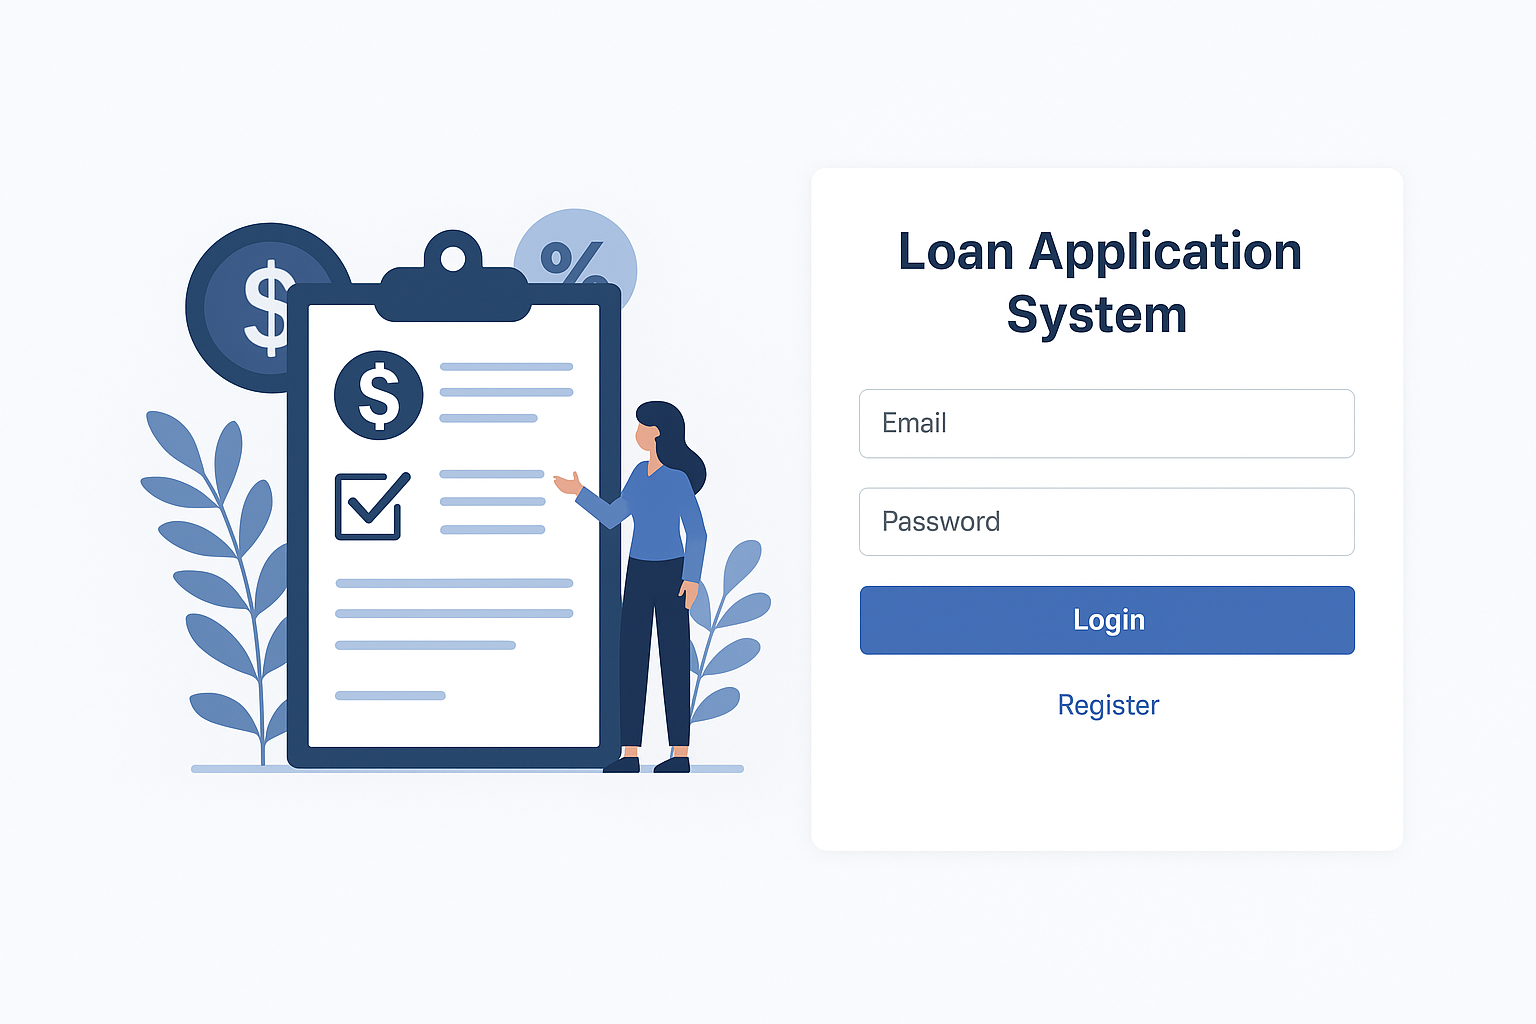 $
%
$
Loan Application
System
Email
Password
Login
Register